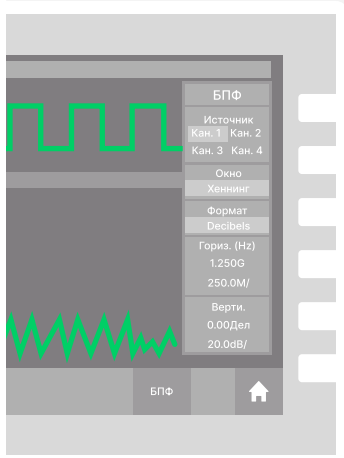 БПФ
Источник
Кан. 1 Кан. 2
Кан. 3 Кан. 4
Окно
Хеннинг
Формат
Decibels
Гориз. (Hz)
1.250G
250.0M/
Верти.
0.00Дел
20.0dB/
БПФ